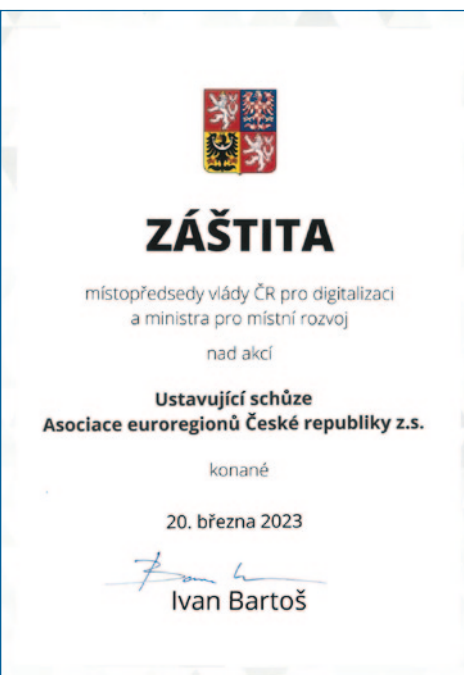 ZÁŠTITA
místopředsedy vlády ČR pro digitalizaci
a ministra pro místní rozvoj
nad akcí
Ustavující schůze
Asociace euroregionů České republiky z.s.
konané
20. března 2023
Ivan Bartoš